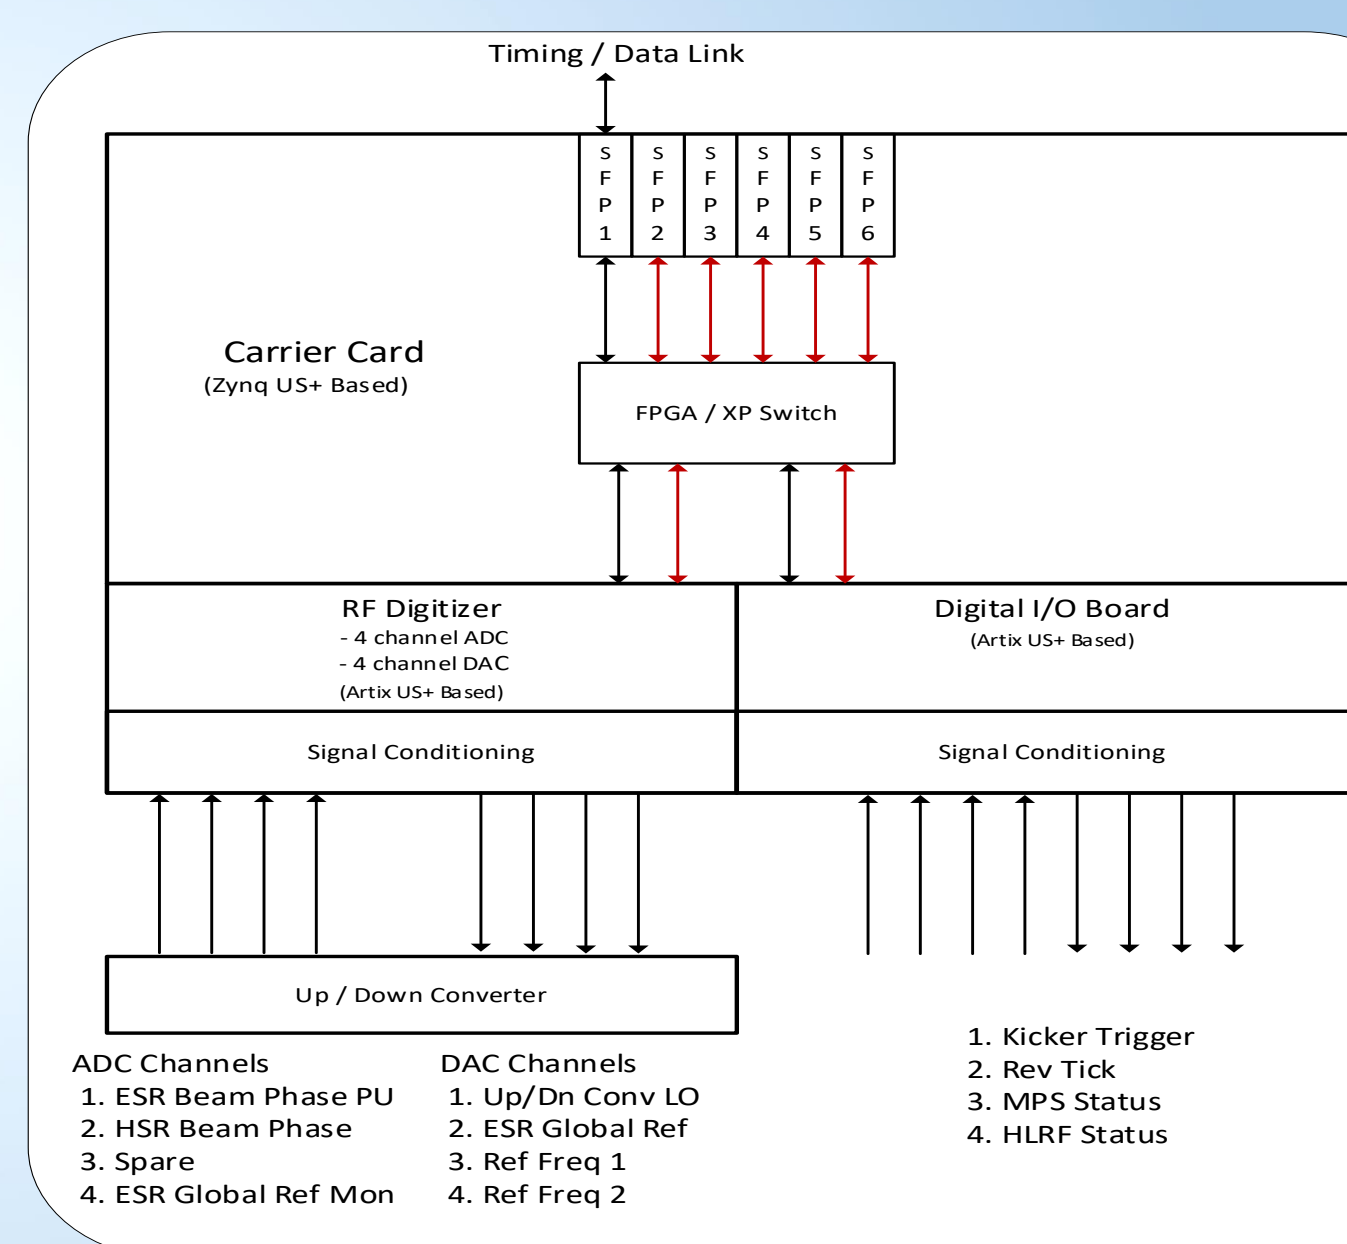 Timing / Data Link
S F P 1
S F P 2
S F P 3
S F P 4
S F P 5
S F P 6
Carrier Card
(Zynq US+ Based)
FPGA / XP Switch
RF Digitizer
- 4 channel ADC
- 4 channel DAC
(Artix US+ Based)
Digital I/O Board
(Artix US+ Based)
Signal Conditioning
Signal Conditioning
Up / Down Converter
ADC Channels
1. ESR Beam Phase PU
2. HSR Beam Phase
3. Spare
4. ESR Global Ref Mon
DAC Channels
1. Up/Dn Conv LO
2. ESR Global Ref
3. Ref Freq 1
4. Ref Freq 2
1. Kicker Trigger
2. Rev Tick
3. MPS Status
4. HLRF Status